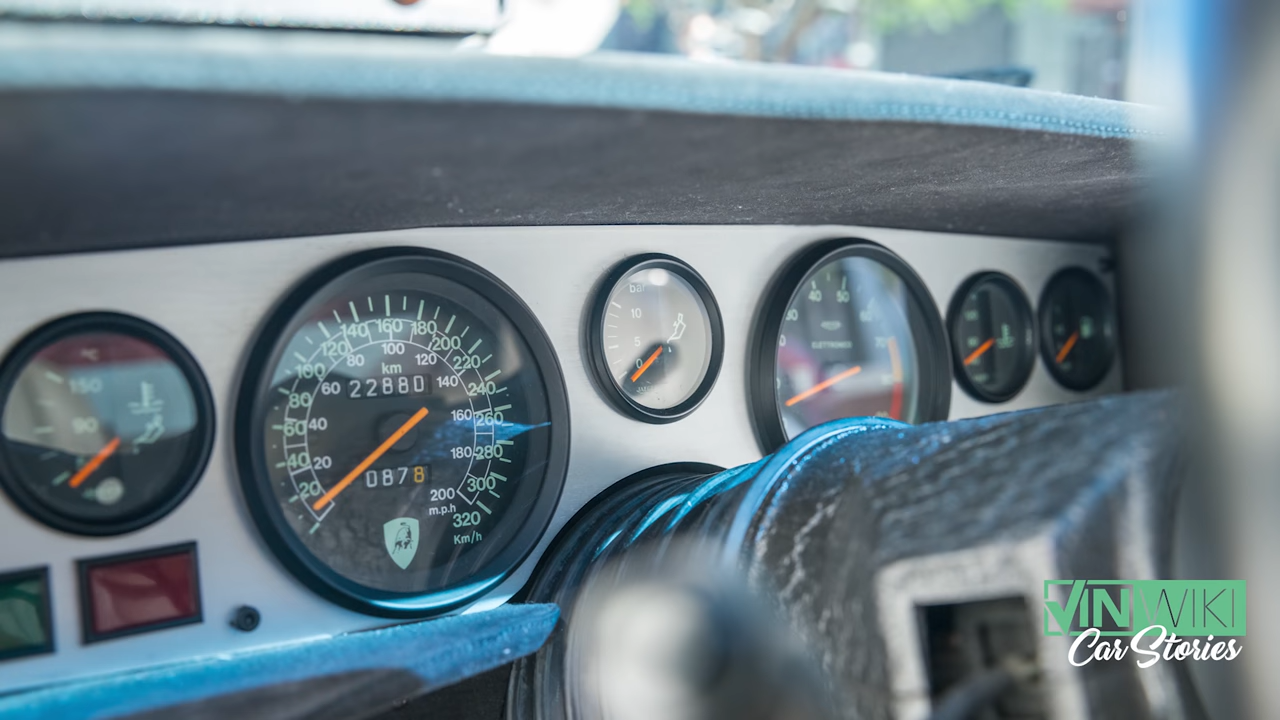 °C
150
90
140 160 180
120 200
100 220
80 240
60 260
40 280
20 300
320
Km/h
80 100 120
60 140
40 160
20 180
200
m.p.h
km
22880
0878
bar
10
5
0
40 50
30
70
ELETTRONICO
VINWIKI
Car Stories